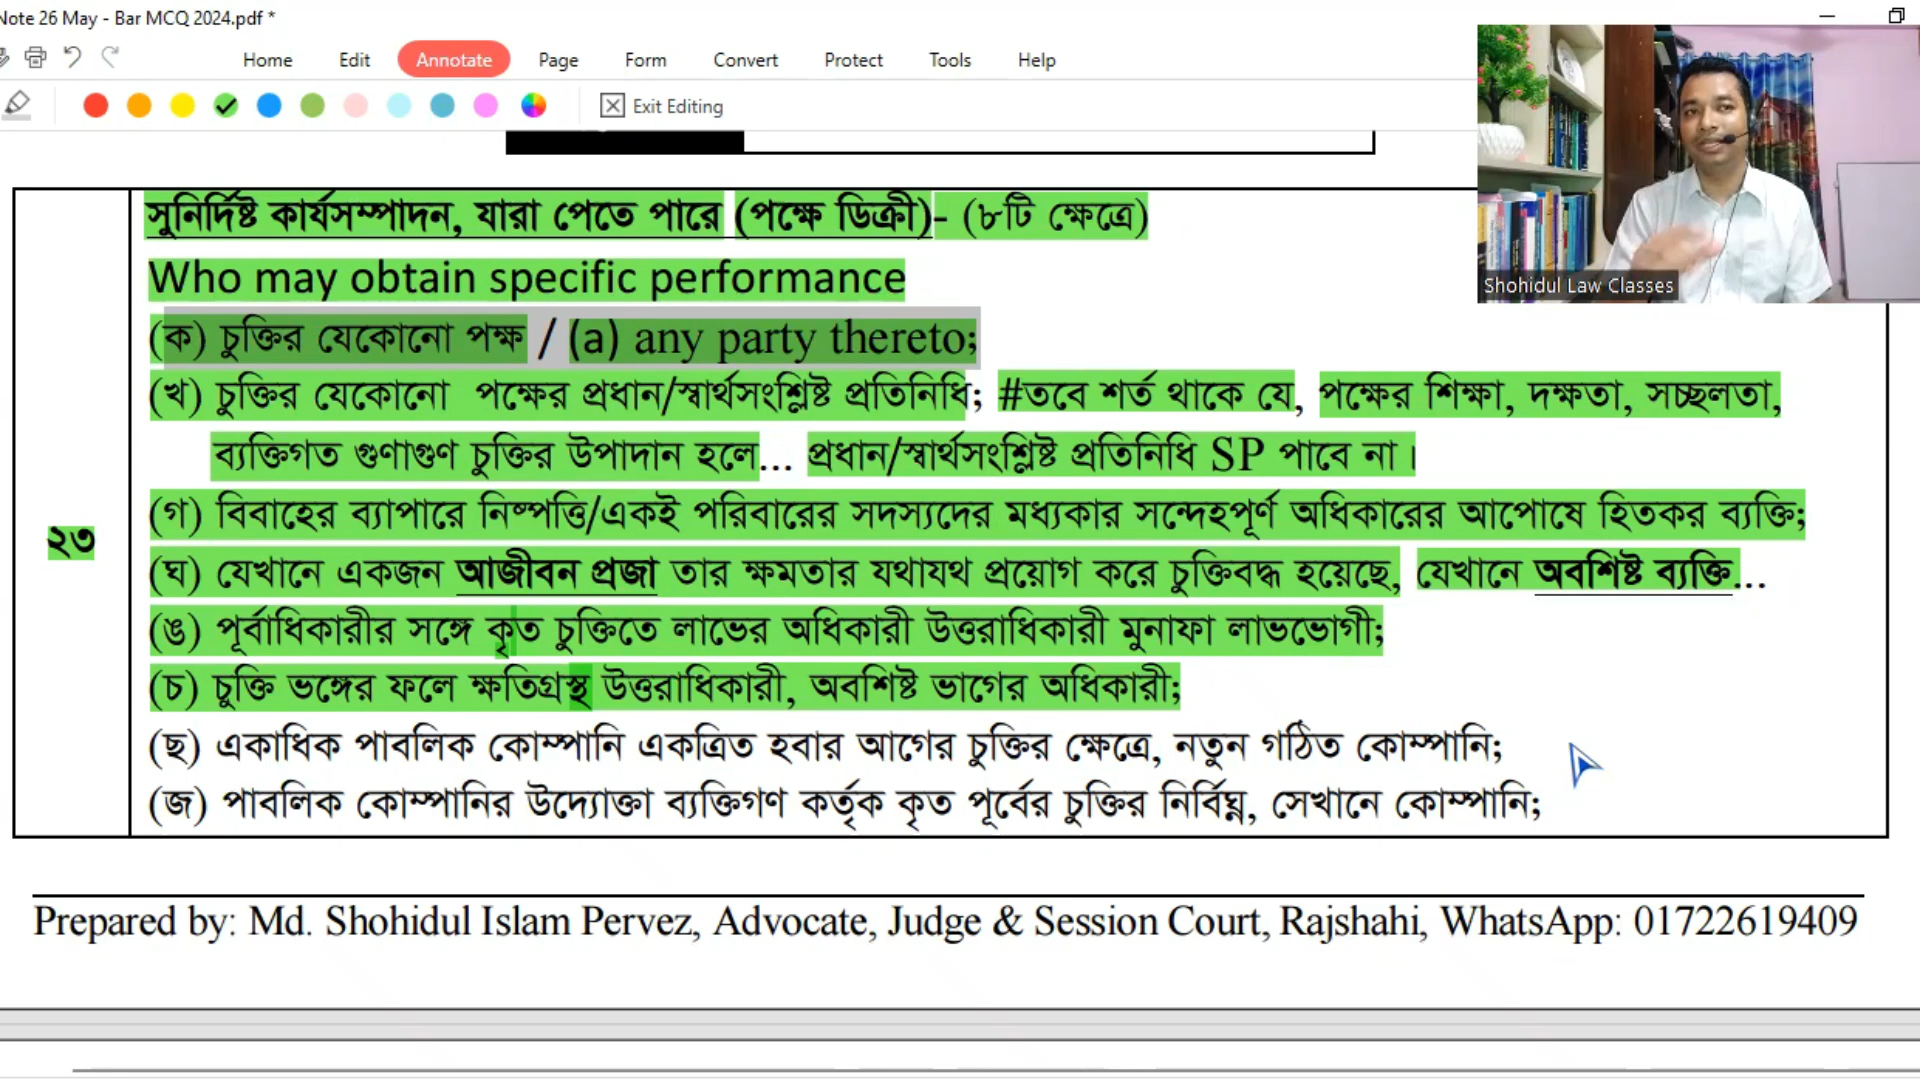 Note 26 May - Bar MCQ 2024.pdf *
Home Edit Annotate Page Form Convert Protect Tools Help
Exit Editing
Shohidul Law Classes
সুনির্দিষ্ট কার্যসম্পাদন, যারা পেতে পারে (পক্ষে ডিক্রী)- (৮টি ক্ষেত্রে)
Who may obtain specific performance
(ক) চুক্তির যেকোনো পক্ষ / (a) any party thereto;
(খ) চুক্তির যেকোনো পক্ষের প্রধান/স্বার্থসংশ্লিষ্ট প্রতিনিধি; #তবে শর্ত থাকে যে, পক্ষের শিক্ষা, দক্ষতা, সচ্ছলতা,
ব্যক্তিগত গুণাগুণ চুক্তির উপাদান হলে... প্রধান/স্বার্থসংশ্লিষ্ট প্রতিনিধি SP পাবে না।
(গ) বিবাহের ব্যাপারে নিষ্পত্তি/একই পরিবারের সদস্যদের মধ্যকার সন্দেহপূর্ণ অধিকারের আপোষে হিতকর ব্যক্তি;
২৩
(ঘ) যেখানে একজন আজীবন প্রজা তার ক্ষমতার যথাযথ প্রয়োগ করে চুক্তিবদ্ধ হয়েছে, যেখানে অবশিষ্ট ব্যক্তি...
(ঙ) পূর্বাধিকারীর সঙ্গে কৃত চুক্তিতে লাভের অধিকারী উত্তরাধিকারী মুনাফা লাভভোগী;
(চ) চুক্তি ভঙ্গের ফলে ক্ষতিগ্রস্থ উত্তরাধিকারী, অবশিষ্ট ভাগের অধিকারী;
(ছ) একাধিক পাবলিক কোম্পানি একত্রিত হবার আগের চুক্তির ক্ষেত্রে, নতুন গঠিত কোম্পানি;
(জ) পাবলিক কোম্পানির উদ্যোক্তা ব্যক্তিগণ কর্তৃক কৃত পূর্বের চুক্তির নির্বিঘ্ন, সেখানে কোম্পানি;
Prepared by: Md. Shohidul Islam Pervez, Advocate, Judge & Session Court, Rajshahi, WhatsApp: 01722619409